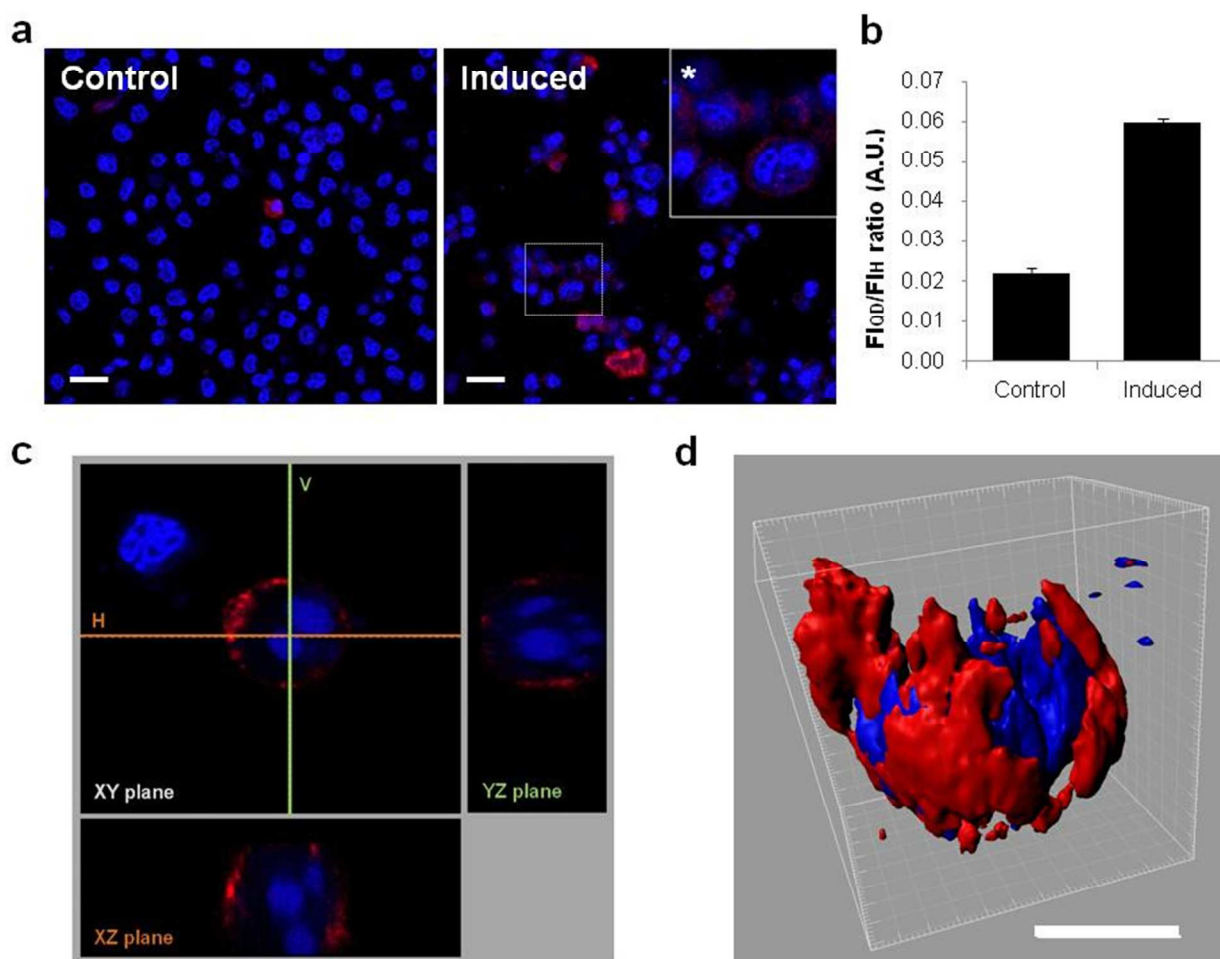 a
Control
Induced
*
b
0.07
0.06
0.05
0.04
0.03
0.02
0.01
0.00
FIQD/FIH ratio (A.U.)
Control
Induced
c
V
H
XY plane
YZ plane
XZ plane
d